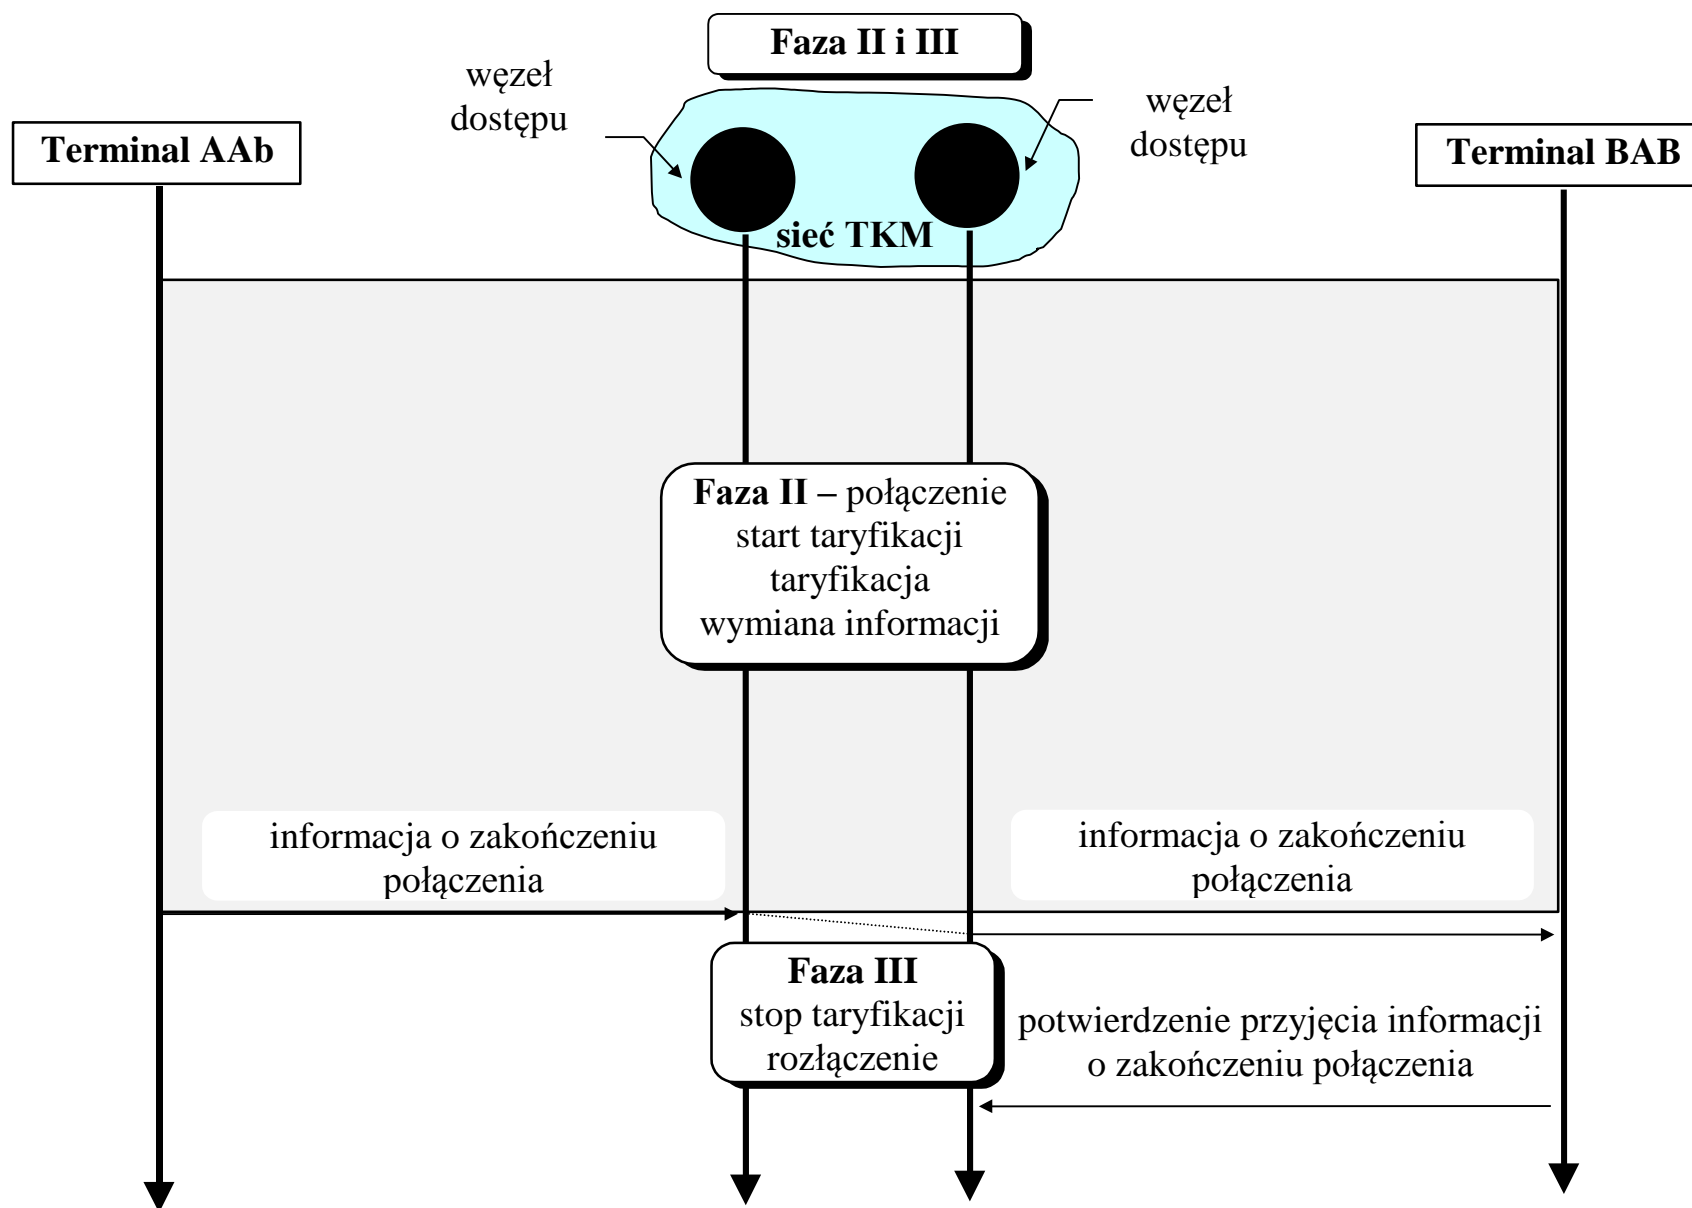 Faza II i III
węzeł
dostępu
węzeł
dostępu
Terminal AAb
Terminal BAB
sieć TKM
Faza II – połączenie
start taryfikacji
taryfikacja
wymiana informacji
informacja o zakończeniu
połączenia
informacja o zakończeniu
połączenia
Faza III
stop taryfikacji
rozłączenie
potwierdzenie przyjęcia informacji
o zakończeniu połączenia